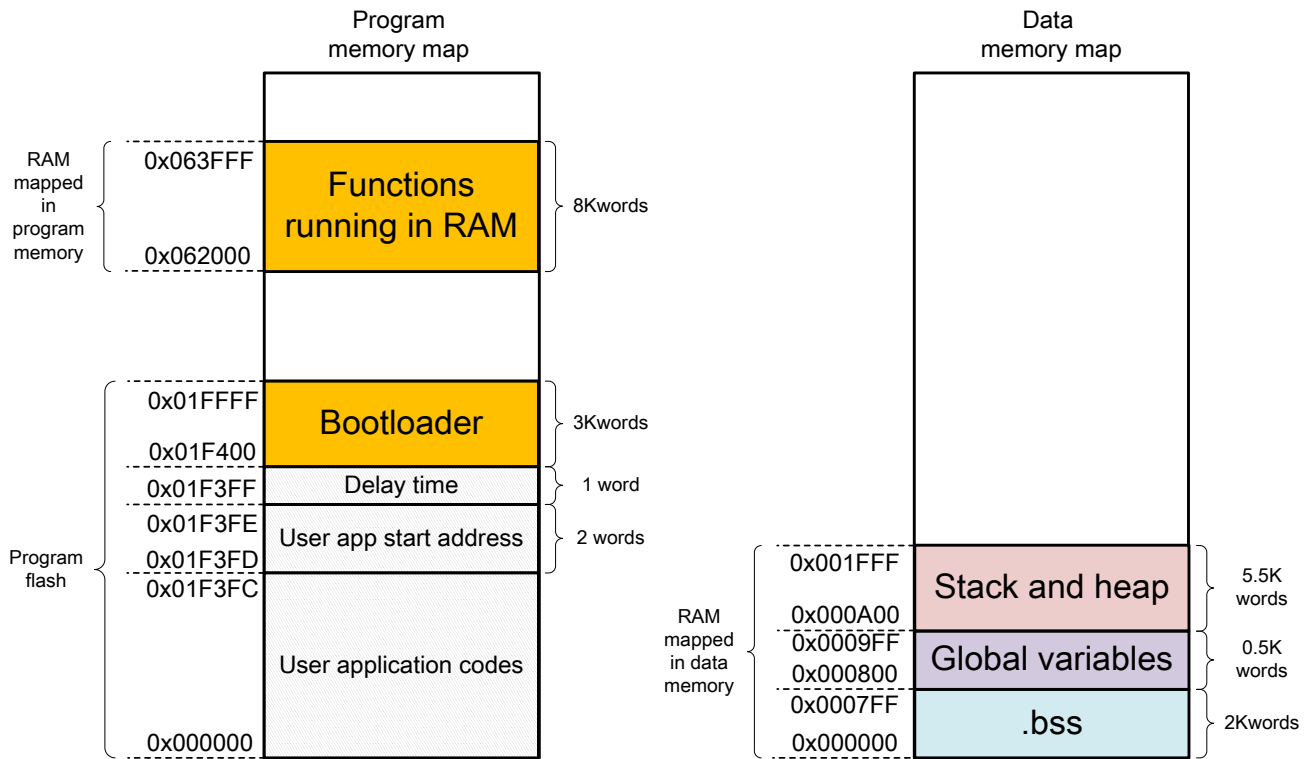 Program
memory map
RAM
mapped
in
program
memory
0x063FFF
0x062000
Functions
running in RAM
8Kwords
Program
flash
0x01FFFF
0x01F400
Bootloader
3Kwords
0x01F3FF
Delay time
1 word
0x01F3FE
0x01F3FD
User app start address
2 words
0x01F3FC
User application codes
0x000000
Data
memory map
RAM
mapped
in data
memory
0x001FFF
0x000A00
Stack and heap
5.5K
words
0x0009FF
0x000800
Global variables
0.5K
words
0x0007FF
0x000000
.bss
2Kwords